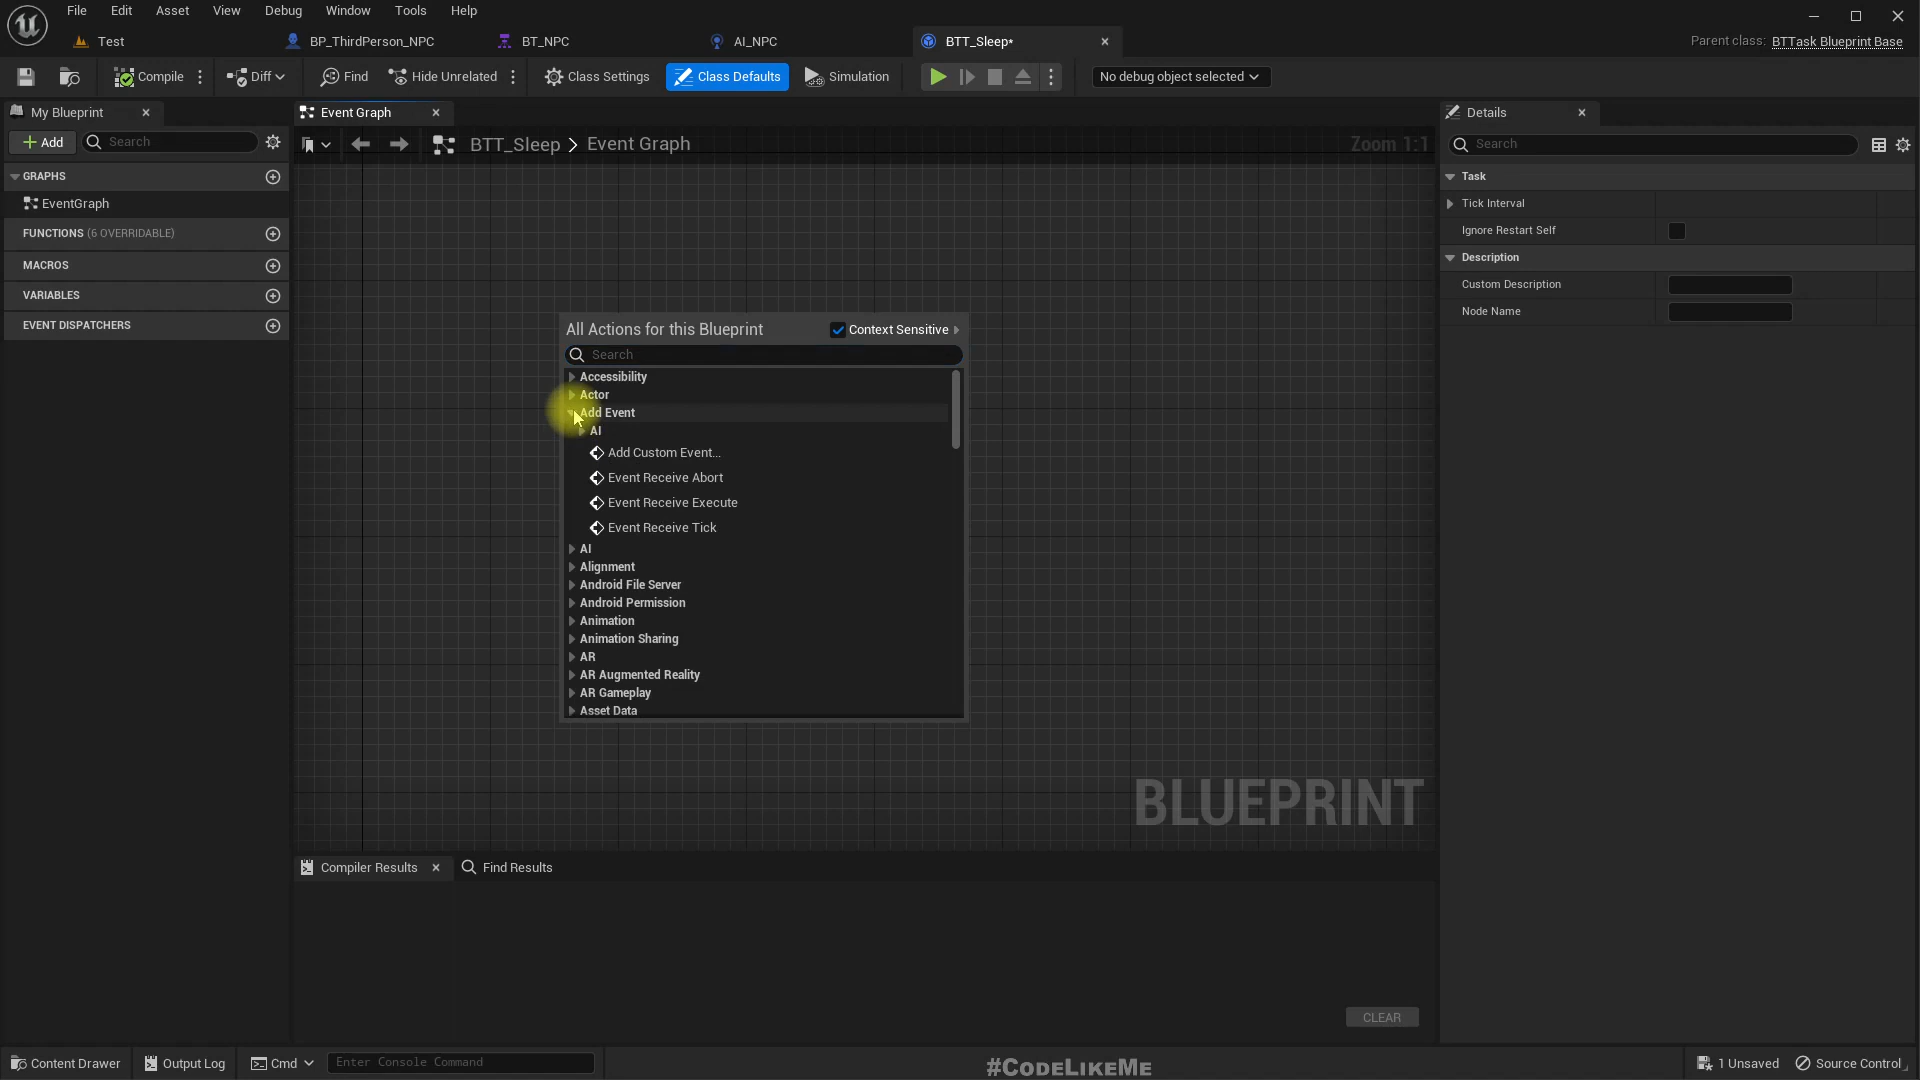 File Edit Asset View Debug Window Tools Help
Test BP_ThirdPerson_NPC BT_NPC AI_NPC BTT_Sleep* Parent class: BTTask Blueprint Base
Compile Diff Find Hide Unrelated Class Settings Class Defaults Simulation No debug object selected
My Blueprint Event Graph Details
Add Search BTT_Sleep > Event Graph Zoom 1:1 Search
GRAPHS Task
EventGraph Tick Interval
FUNCTIONS (6 OVERRIDABLE) Ignore Restart Self
MACROS Description
VARIABLES Custom Description
EVENT DISPATCHERS Node Name
All Actions for this Blueprint Context Sensitive
Search
Accessibility
Actor
Add Event
AI
Add Custom Event...
Event Receive Abort
Event Receive Execute
Event Receive Tick
AI
Alignment
Android File Server
Android Permission
Animation
Animation Sharing
AR
AR Augmented Reality
AR Gameplay
Asset Data
BLUEPRINT
Compiler Results Find Results
CLEAR
Content Drawer Output Log Cmd Enter Console Command #CodeLikeMe 1 Unsaved Source Control